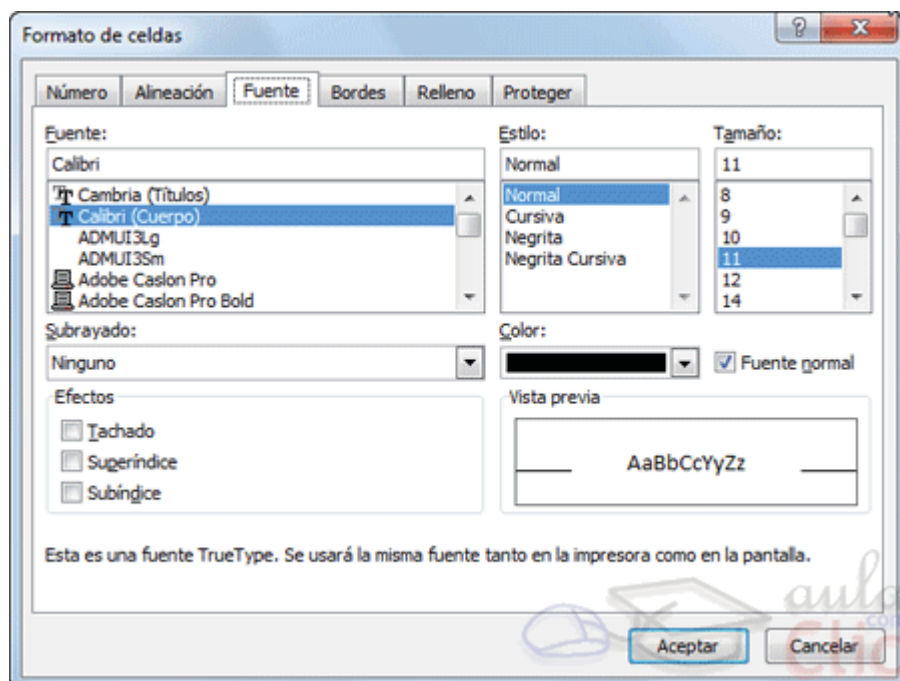 Formato de celdas
Número Alineación Fuente Bordes Relleno Proteger
Fuente: Estilo: Tamaño:
Calibri Normal 11
Cambria (Títulos) Normal 8
Calibri (Cuerpo) Cursiva 9
ADMUI3Lg Negrita 10
ADMUI3Sm Negrita Cursiva 11
Adobe Caslon Pro 12
Adobe Caslon Pro Bold 14
Subrayado: Color:
Ninguno Fuente normal
Efectos Vista previa
Tachado
Superíndice AaBbCcYyZz
Subíndice
Esta es una fuente TrueType. Se usará la misma fuente tanto en la impresora como en la pantalla.
aula
Clic
Aceptar Cancelar